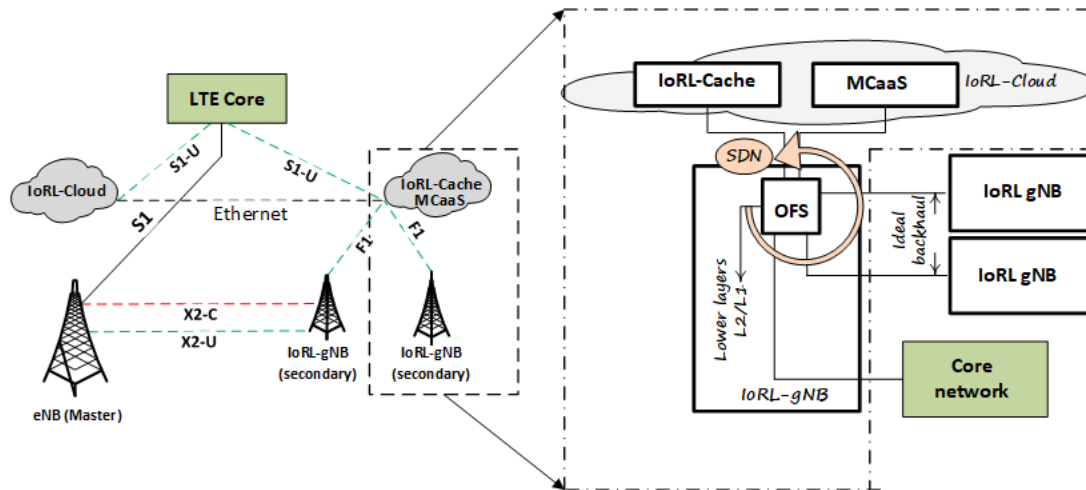 LTE Core
S1-U
S1-U
IoRL-Cloud
IoRL-Cache
MCaaS
Ethernet
S1
F1
F1
X2-C
X2-U
IoRL-gNB
(secondary)
IoRL-gNB
(secondary)
eNB (Master)
IoRL-Cache
MCaaS
IoRL-Cloud
SDN
OFS
IoRL gNB
Ideal
backhaul
IoRL gNB
Lower layers
L2/L1
IoRL-gNB
Core
network